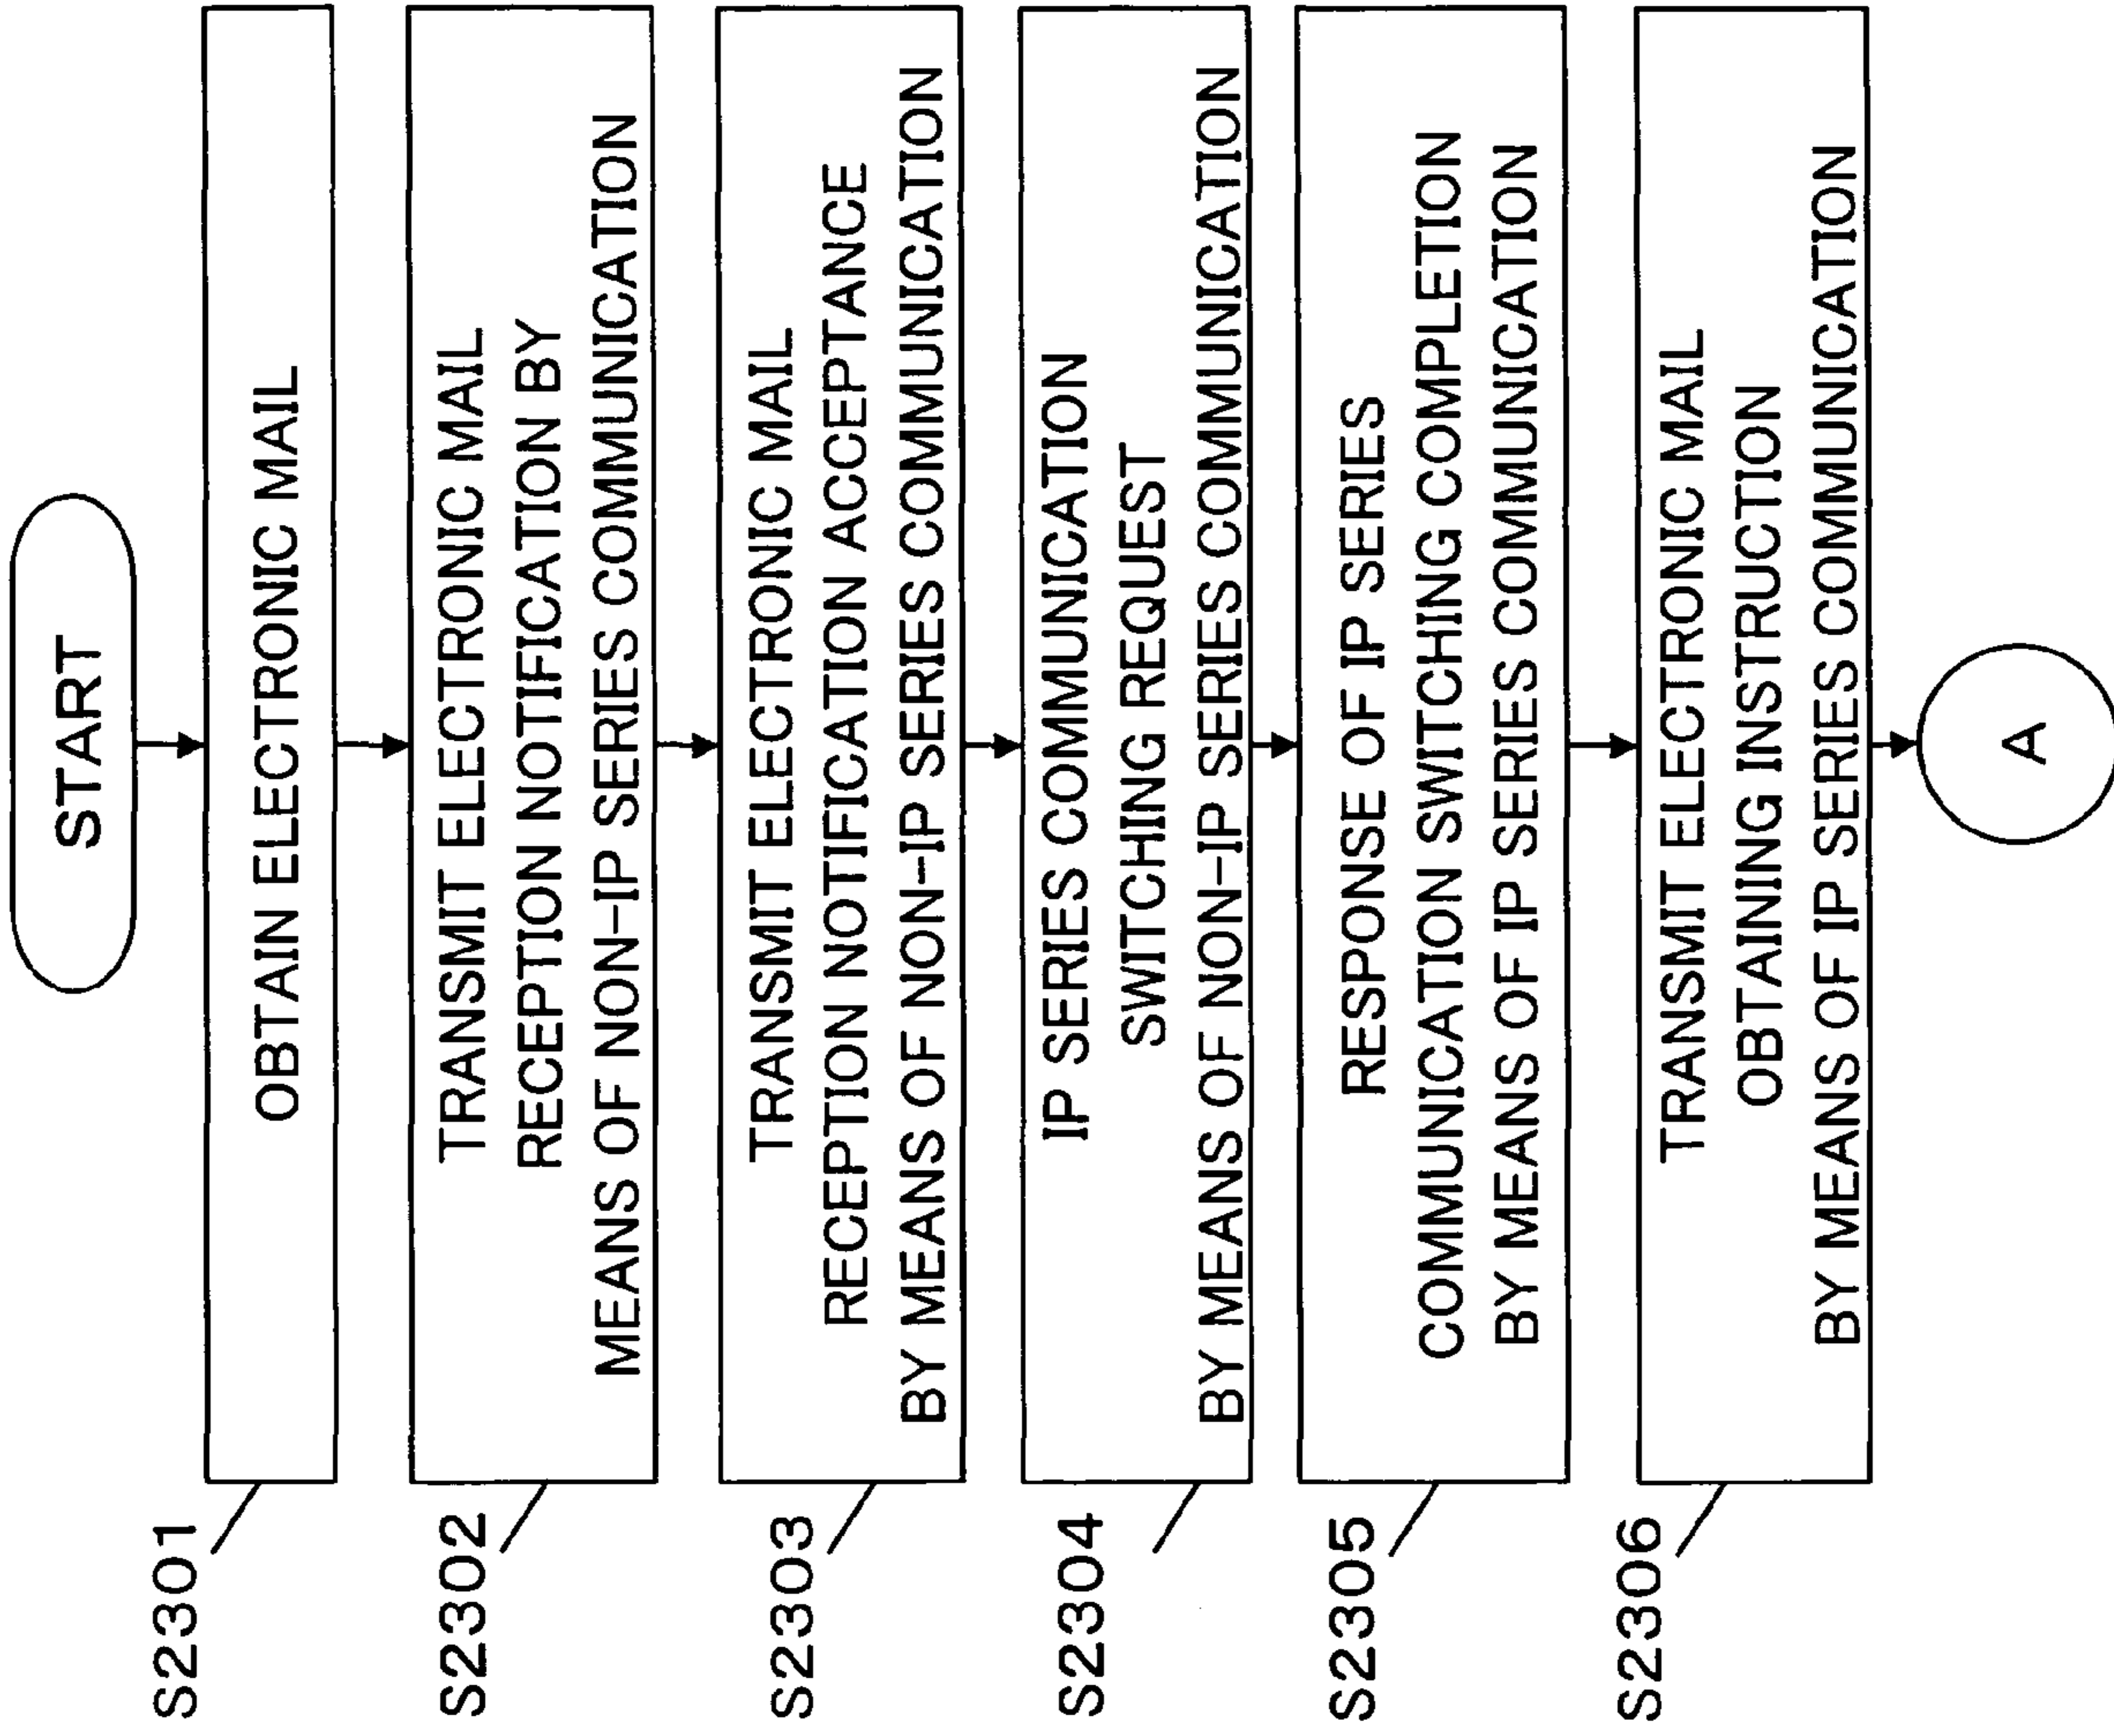 START
S2301
OBTAIN ELECTRONIC MAIL
S2302
TRANSMIT ELECTRONIC MAIL
RECEPTION NOTIFICATION BY
MEANS OF NON-IP SERIES COMMUNICATION
S2303
TRANSMIT ELECTRONIC MAIL
RECEPTION NOTIFICATION ACCEPTANCE
BY MEANS OF NON-IP SERIES COMMUNICATION
S2304
IP SERIES COMMUNICATION
SWITCHING REQUEST
BY MEANS OF NON-IP SERIES COMMUNICATION
S2305
RESPONSE OF IP SERIES
COMMUNICATION SWITCHING COMPLETION
BY MEANS OF IP SERIES COMMUNICATION
S2306
TRANSMIT ELECTRONIC MAIL
OBTAINING INSTRUCTION
BY MEANS OF IP SERIES COMMUNICATION
A